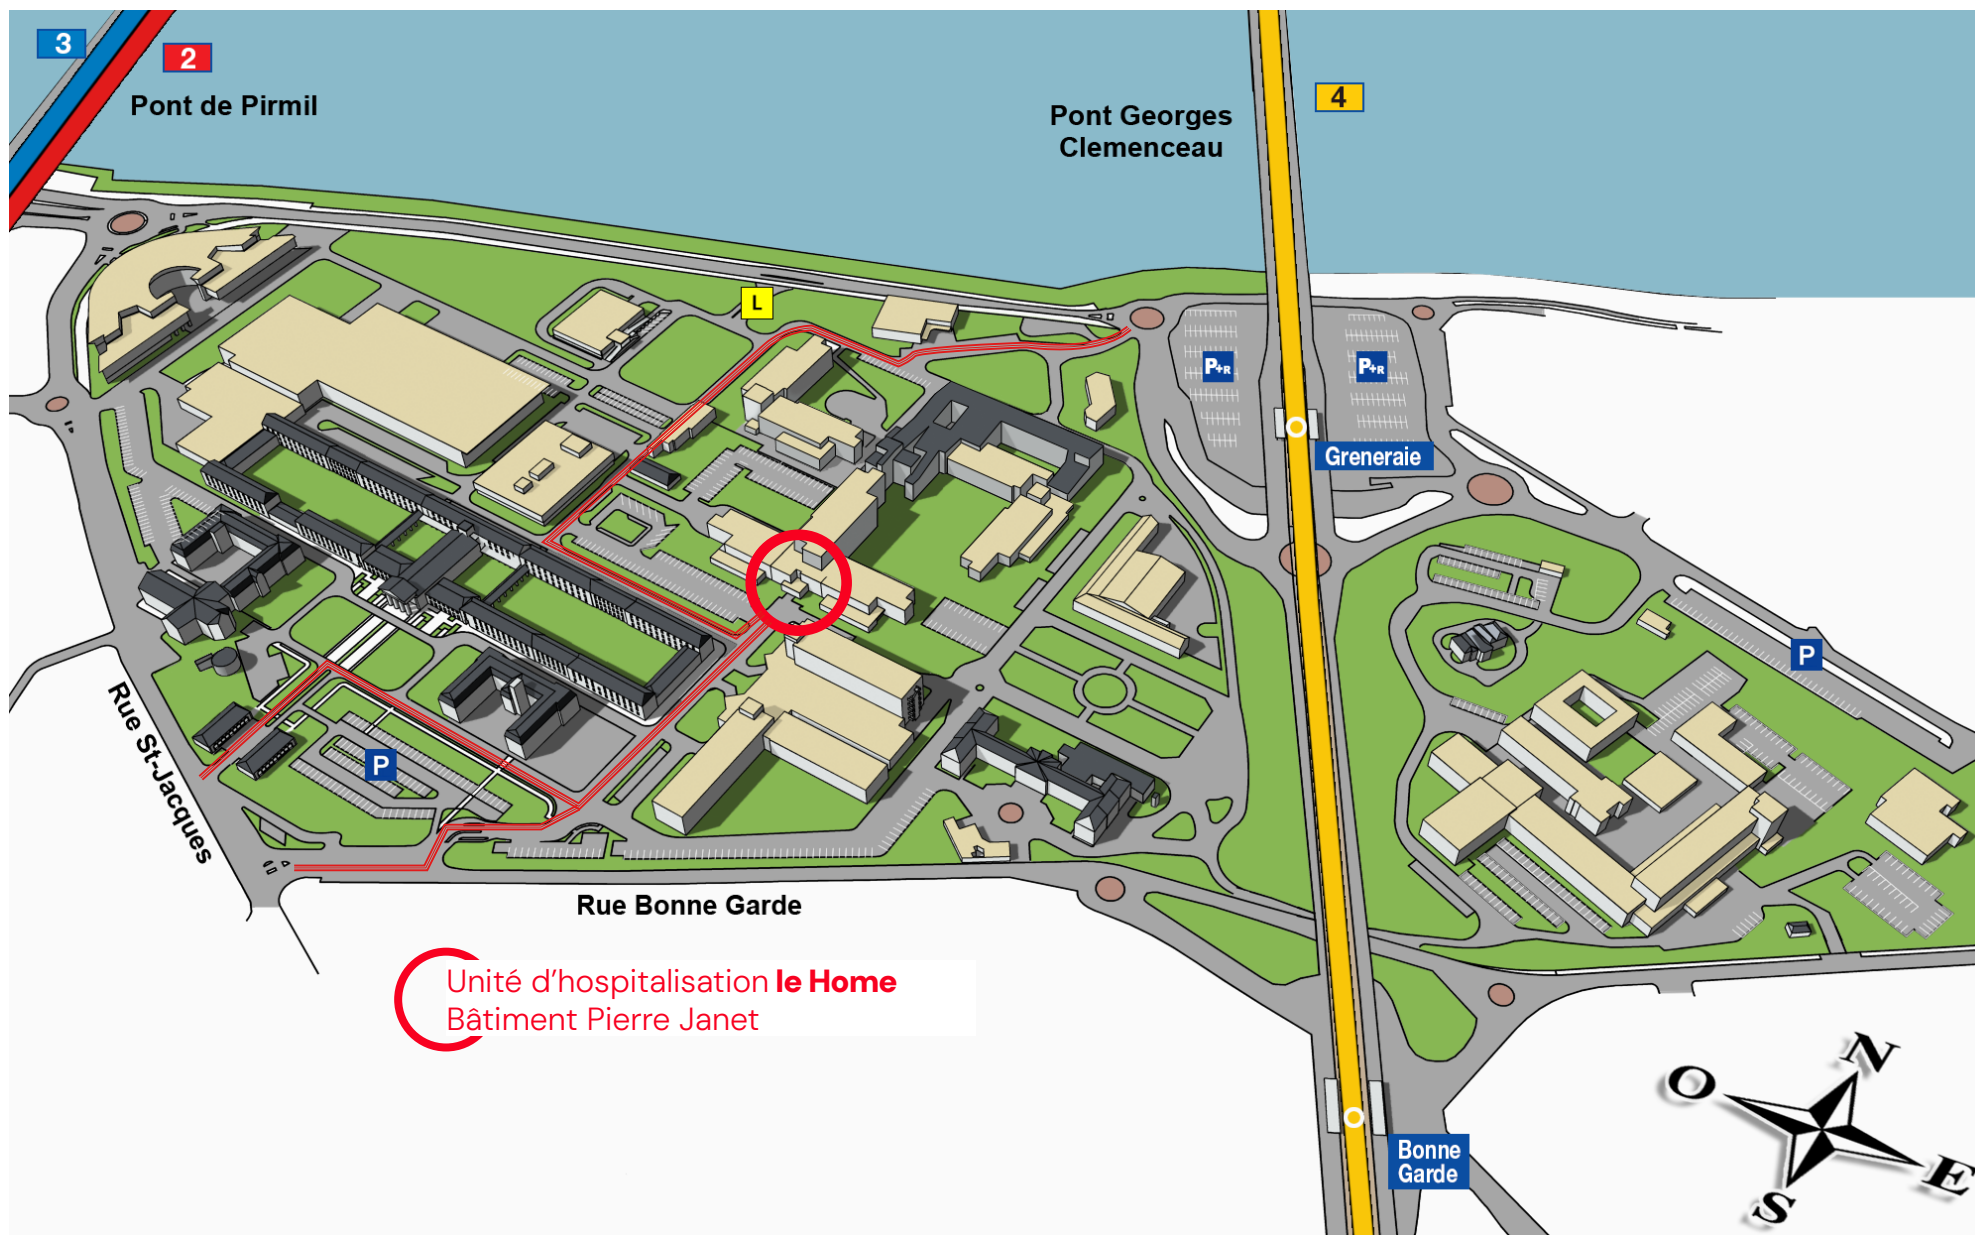 3
2
Pont de Pirmil
Pont Georges
Clemenceau
4
L
P+R
P+R
Greneraie
P
P
Rue St-Jacques
Rue Bonne Garde
Unité d'hospitalisation le Home
Bâtiment Pierre Janet
Bonne
Garde
N
O
E
S